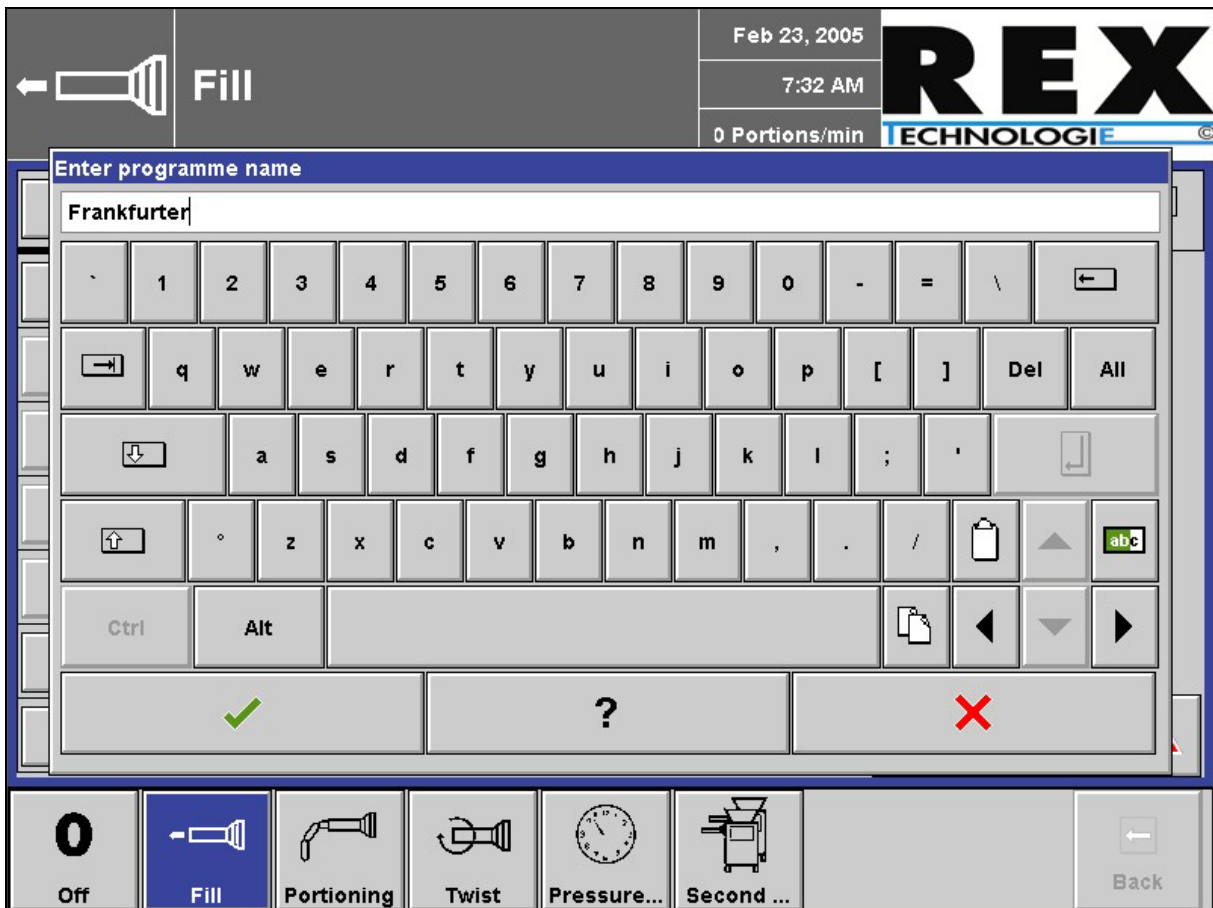 Fill
Feb 23, 2005
7:32 AM
0 Portions/min
REX
TECHNOLOGIE ©
Enter programme name
Frankfurter
` 1 2 3 4 5 6 7 8 9 0 - = \
q w e r t y u i o p [ ] Del All
a s d f g h j k l ; '
° z x c v b n m , . / abc
Ctrl Alt
?
0
Off Fill Portioning Twist Pressure... Second ... Back